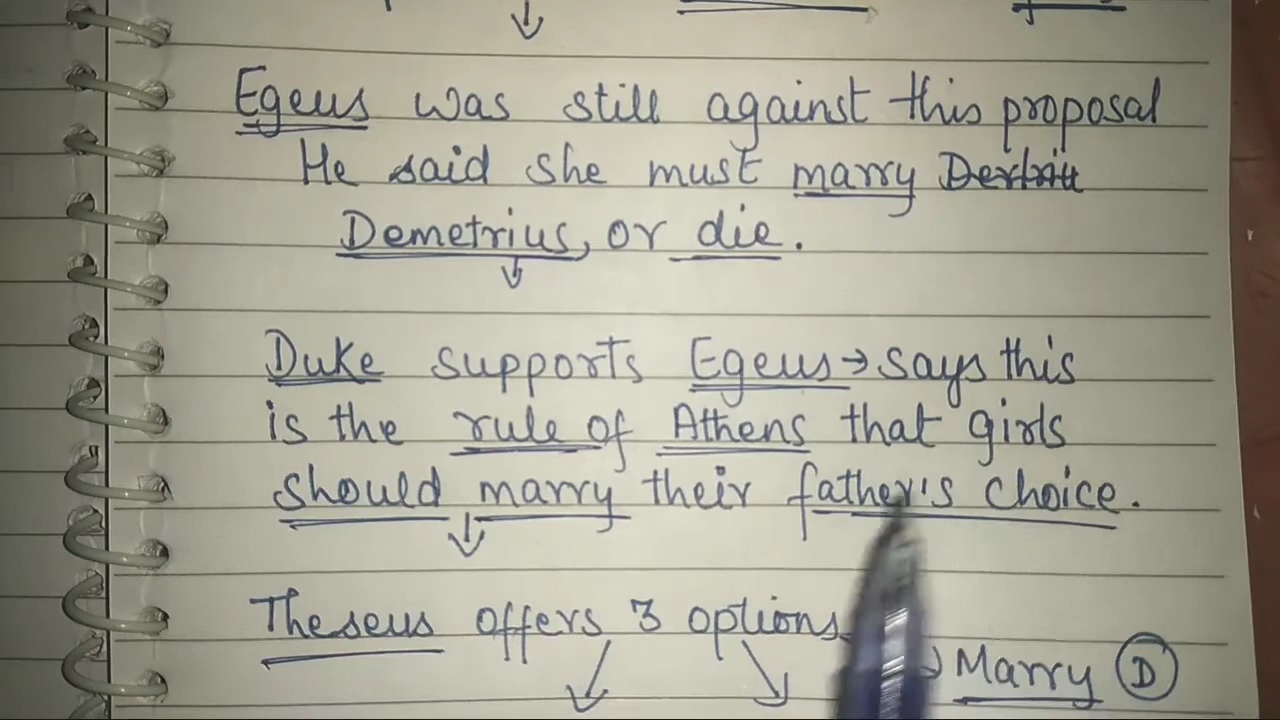 Egeus was still against this proposal
He said she must marry
Demetrius, or die.
Duke supports Egeus → says this
is the rule of Athens that girls
should marry their father's choice.
Theseus offers 3 options
Marry D